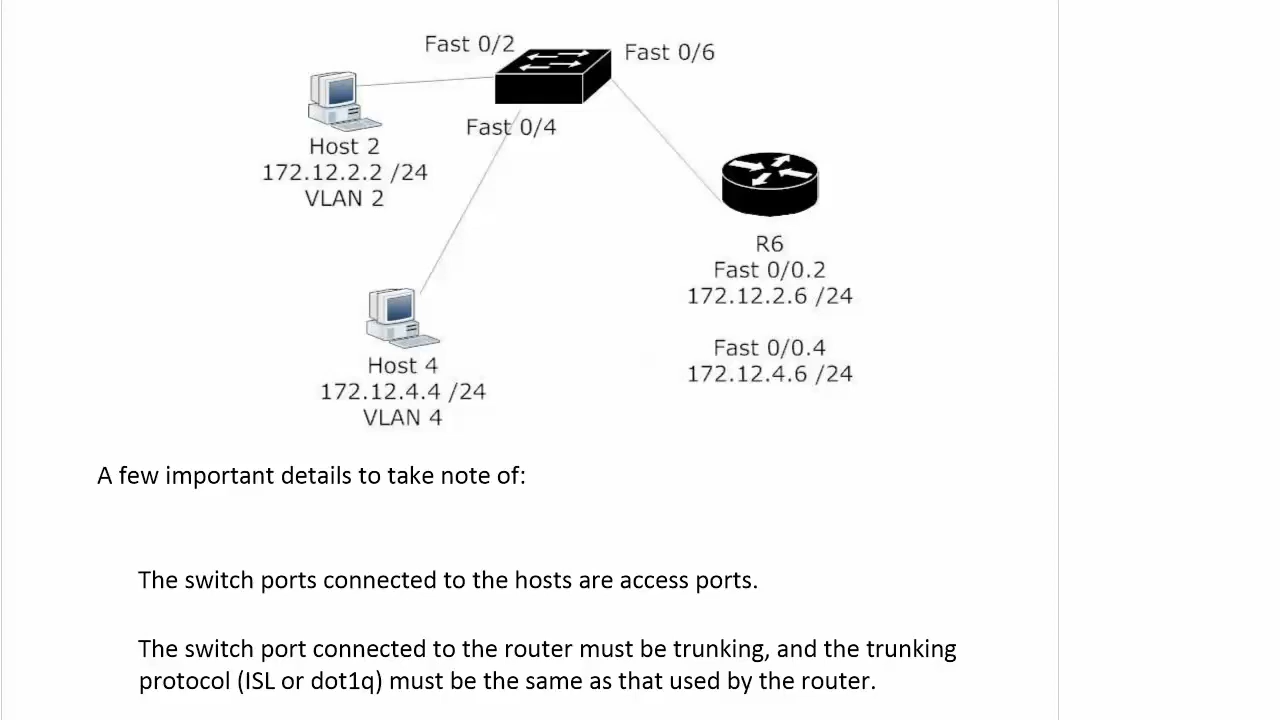 Fast 0/2
Fast 0/6
Fast 0/4
Host 2
172.12.2.2 /24
VLAN 2
R6
Fast 0/0.2
172.12.2.6 /24
Fast 0/0.4
172.12.4.6 /24
Host 4
172.12.4.4 /24
VLAN 4
A few important details to take note of:
The switch ports connected to the hosts are access ports.
The switch port connected to the router must be trunking, and the trunking
protocol (ISL or dot1q) must be the same as that used by the router.